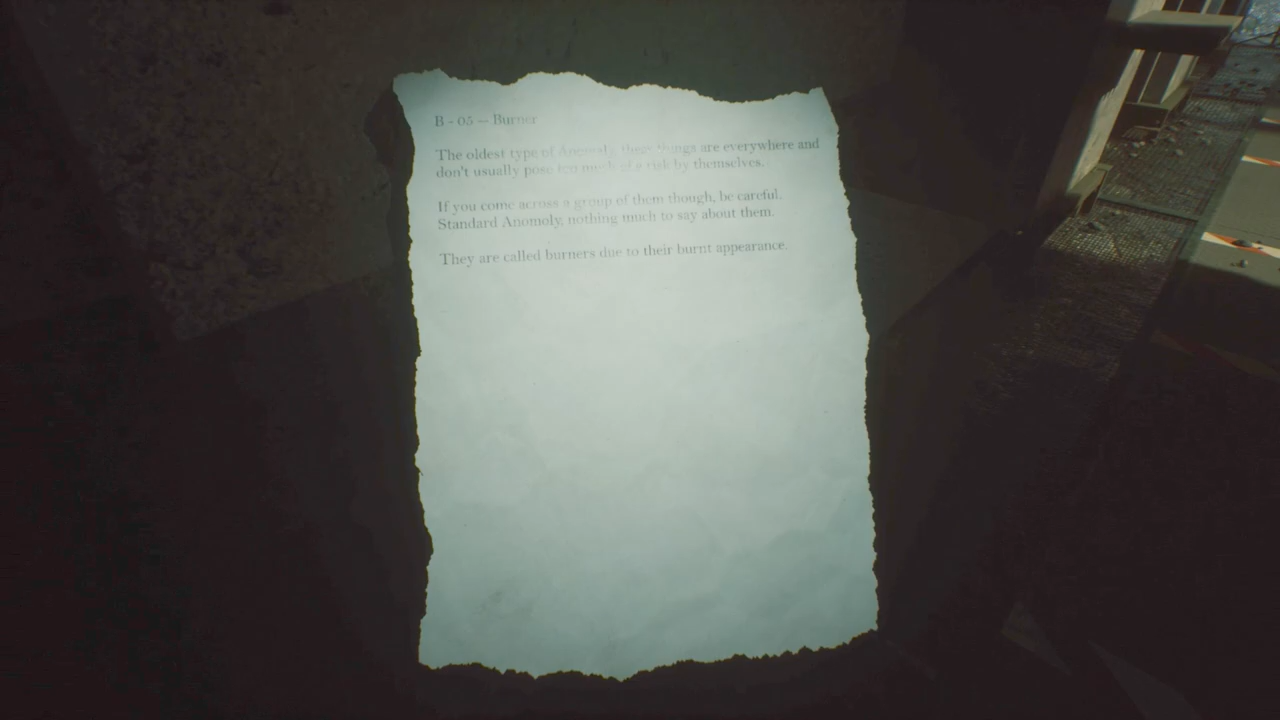 B - 05 — Burner
The oldest type of Anomoly, these things are everywhere and
don't usually pose too much of a risk by themselves.
If you come across a group of them though, be careful.
Standard Anomoly, nothing much to say about them.
They are called burners due to their burnt appearance.